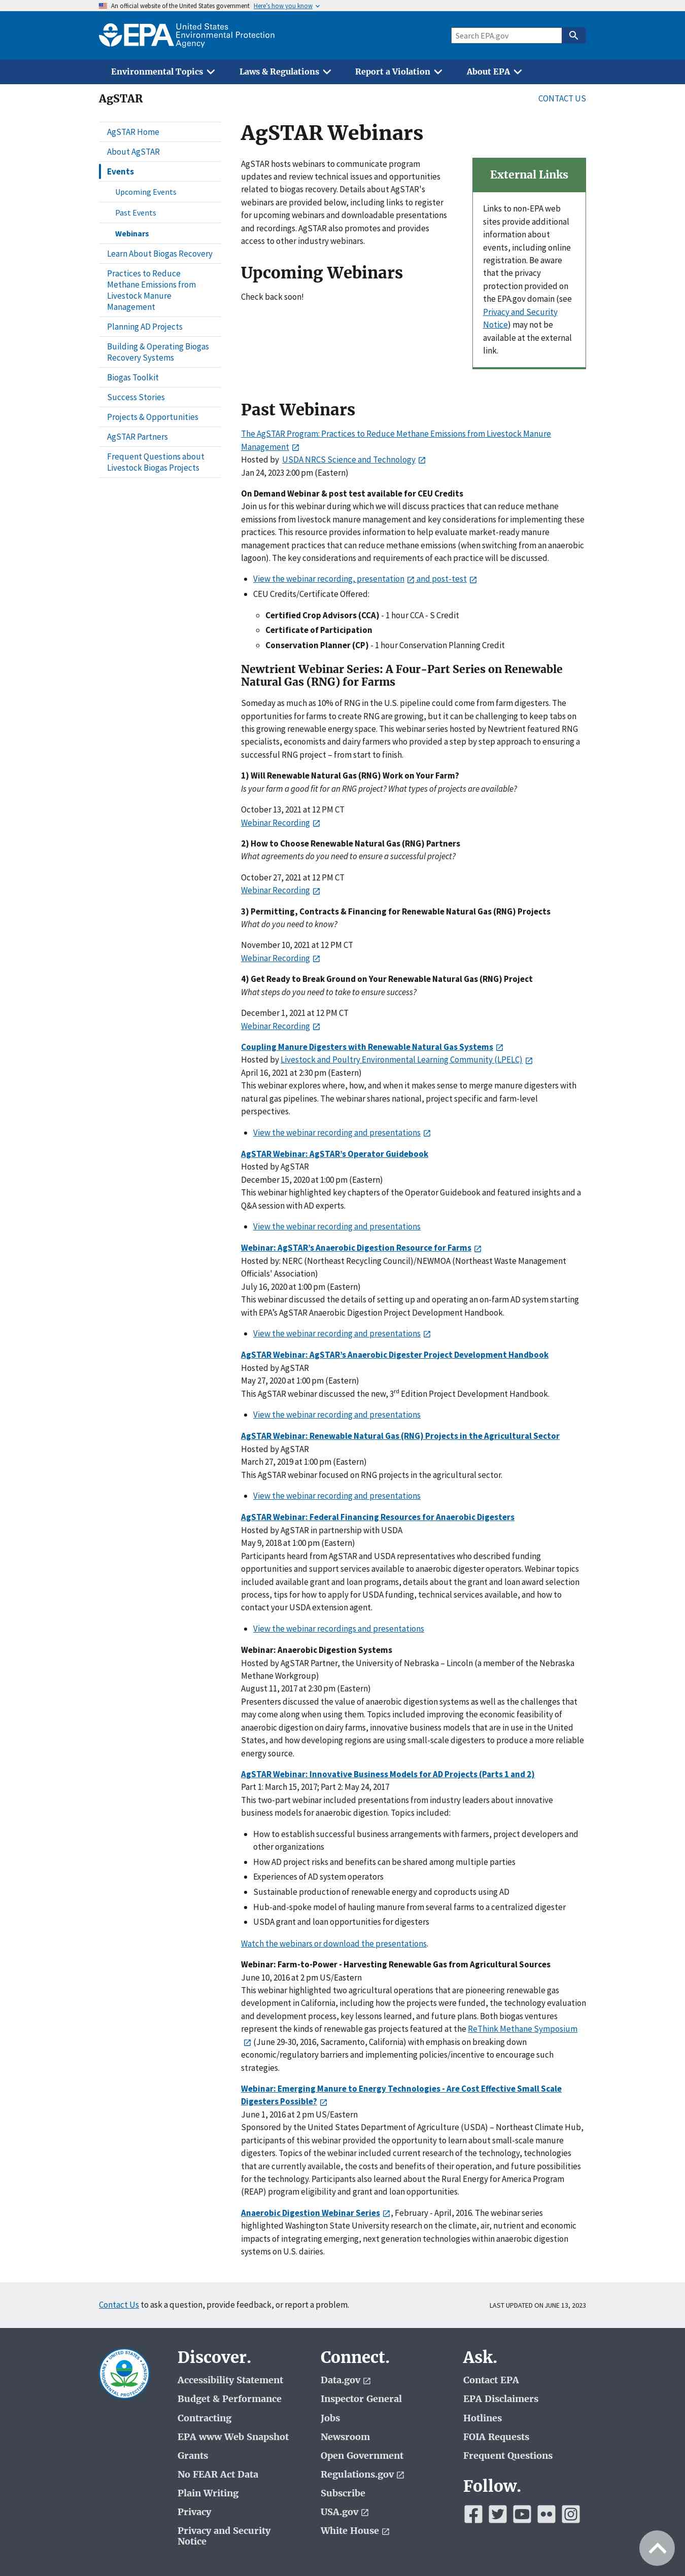 An official website of the United States government Here's how you know
EPA United States
Environmental Protection
Agency
Search EPA.gov
Environmental Topics
Laws & Regulations
Report a Violation
About EPA
AgSTAR
CONTACT US
AgSTAR Home
About AgSTAR
Events
Upcoming Events
Past Events
Webinars
Learn About Biogas Recovery
Practices to Reduce
Methane Emissions from
Livestock Manure
Management
Planning AD Projects
Building & Operating Biogas
Recovery Systems
Biogas Toolkit
Success Stories
Projects & Opportunities
AgSTAR Partners
Frequent Questions about
Livestock Biogas Projects
AgSTAR Webinars
AgSTAR hosts webinars to communicate program
updates and review technical issues and opportunities
related to biogas recovery. Details about AgSTAR's
webinars are provided below, including links to register
for upcoming webinars and downloadable presentations
and recordings. AgSTAR also promotes and provides
access to other industry webinars.
External Links
Links to non-EPA web
sites provide additional
information about
events, including online
registration. Be aware
that the privacy
protection provided on
the EPA.gov domain (see
Privacy and Security
Notice) may not be
available at the external
link.
Upcoming Webinars
Check back soon!
Past Webinars
The AgSTAR Program: Practices to Reduce Methane Emissions from Livestock Manure
Management
Hosted by USDA NRCS Science and Technology
Jan 24, 2023 2:00 pm (Eastern)
On Demand Webinar & post test available for CEU Credits
Join us for this webinar during which we will discuss practices that can reduce methane
emissions from livestock manure management and key considerations for implementing these
practices. This resource provides information on readily available, market-ready manure
management practices that can reduce methane emissions (when switching from an anaerobic
lagoon). The key considerations and requirements of each practice will be discussed.
View the webinar recording, presentation and post-test
CEU Credits/Certificate Offered:
Certified Crop Advisors (CCA) - 1 hour CCA - S Credit
Certificate of Participation
Conservation Planner (CP) - 1 hour Conservation Planning Credit
Newtrient Webinar Series: A Four-Part Series on Renewable
Natural Gas (RNG) for Farms
Someday as much as 10% of RNG in the U.S. pipeline could come from farm digesters. The
opportunities for farms to create RNG are growing, but it can be challenging to keep tabs on
this growing renewable energy space. This webinar series hosted by Newtrient featured RNG
specialists, economists and dairy farmers who provided a step by step approach to ensuring a
successful RNG project – from start to finish.
1) Will Renewable Natural Gas (RNG) Work on Your Farm?
Is your farm a good fit for an RNG project? What types of projects are available?
October 13, 2021 at 12 PM CT
Webinar Recording
2) How to Choose Renewable Natural Gas (RNG) Partners
What agreements do you need to ensure a successful project?
October 27, 2021 at 12 PM CT
Webinar Recording
3) Permitting, Contracts & Financing for Renewable Natural Gas (RNG) Projects
What do you need to know?
November 10, 2021 at 12 PM CT
Webinar Recording
4) Get Ready to Break Ground on Your Renewable Natural Gas (RNG) Project
What steps do you need to take to ensure success?
December 1, 2021 at 12 PM CT
Webinar Recording
Coupling Manure Digesters with Renewable Natural Gas Systems
Hosted by Livestock and Poultry Environmental Learning Community (LPELC)
April 16, 2021 at 2:30 pm (Eastern)
This webinar explores where, how, and when it makes sense to merge manure digesters with
natural gas pipelines. The webinar shares national, project specific and farm-level
perspectives.
View the webinar recording and presentations
AgSTAR Webinar: AgSTAR's Operator Guidebook
Hosted by AgSTAR
December 15, 2020 at 1:00 pm (Eastern)
This webinar highlighted key chapters of the Operator Guidebook and featured insights and a
Q&A session with AD experts.
View the webinar recording and presentations
Webinar: AgSTAR's Anaerobic Digestion Resource for Farms
Hosted by: NERC (Northeast Recycling Council)/NEWMOA (Northeast Waste Management
Officials' Association)
July 16, 2020 at 1:00 pm (Eastern)
This webinar discussed the details of setting up and operating an on-farm AD system starting
with EPA's AgSTAR Anaerobic Digestion Project Development Handbook.
View the webinar recording and presentations
AgSTAR Webinar: AgSTAR's Anaerobic Digester Project Development Handbook
Hosted by AgSTAR
May 27, 2020 at 1:00 pm (Eastern)
This AgSTAR webinar discussed the new, 3rd Edition Project Development Handbook.
View the webinar recording and presentations
AgSTAR Webinar: Renewable Natural Gas (RNG) Projects in the Agricultural Sector
Hosted by AgSTAR
March 27, 2019 at 1:00 pm (Eastern)
This AgSTAR webinar focused on RNG projects in the agricultural sector.
View the webinar recording and presentations
AgSTAR Webinar: Federal Financing Resources for Anaerobic Digesters
Hosted by AgSTAR in partnership with USDA
May 9, 2018 at 1:00 pm (Eastern)
Participants heard from AgSTAR and USDA representatives who described funding
opportunities and support services available to anaerobic digester operators. Webinar topics
included available grant and loan programs, details about the grant and loan award selection
process, tips for how to apply for USDA funding, technical services available, and how to
contact your USDA extension agent.
View the webinar recordings and presentations
Webinar: Anaerobic Digestion Systems
Hosted by AgSTAR Partner, the University of Nebraska – Lincoln (a member of the Nebraska
Methane Workgroup)
August 11, 2017 at 2:30 pm (Eastern)
Presenters discussed the value of anaerobic digestion systems as well as the challenges that
may come along when using them. Topics included improving the economic feasibility of
anaerobic digestion on dairy farms, innovative business models that are in use in the United
States, and how developing regions are using small-scale digesters to produce a more reliable
energy source.
AgSTAR Webinar: Innovative Business Models for AD Projects (Parts 1 and 2)
Part 1: March 15, 2017; Part 2: May 24, 2017
This two-part webinar included presentations from industry leaders about innovative
business models for anaerobic digestion. Topics included:
How to establish successful business arrangements with farmers, project developers and
other organizations
How AD project risks and benefits can be shared among multiple parties
Experiences of AD system operators
Sustainable production of renewable energy and coproducts using AD
Hub-and-spoke model of hauling manure from several farms to a centralized digester
USDA grant and loan opportunities for digesters
Watch the webinars or download the presentations.
Webinar: Farm-to-Power - Harvesting Renewable Gas from Agricultural Sources
June 10, 2016 at 2 pm US/Eastern
This webinar highlighted two agricultural operations that are pioneering renewable gas
development in California, including how the projects were funded, the technology evaluation
and development process, key lessons learned, and future plans. Both biogas ventures
represent the kinds of renewable gas projects featured at the ReThink Methane Symposium
(June 29-30, 2016, Sacramento, California) with emphasis on breaking down
economic/regulatory barriers and implementing policies/incentives to encourage such
strategies.
Webinar: Emerging Manure to Energy Technologies - Are Cost Effective Small Scale
Digesters Possible?
June 1, 2016 at 2 pm US/Eastern
Sponsored by the United States Department of Agriculture (USDA) – Northeast Climate Hub,
participants of this webinar provided the opportunity to learn about small-scale manure
digesters. Topics of the webinar included current research of the technology, technologies
that are currently available, the costs and benefits of their operation, and future possibilities
for the technology. Participants also learned about the Rural Energy for America Program
(REAP) program eligibility and grant and loan opportunities.
Anaerobic Digestion Webinar Series, February - April, 2016. The webinar series
highlighted Washington State University research on the climate, air, nutrient and economic
impacts of integrating emerging, next generation technologies within anaerobic digestion
systems on U.S. dairies.
Contact Us to ask a question, provide feedback, or report a problem.
LAST UPDATED ON JUNE 13, 2023
Discover.
Accessibility Statement
Budget & Performance
Contracting
EPA www Web Snapshot
Grants
No FEAR Act Data
Plain Writing
Privacy
Privacy and Security
Notice
Connect.
Data.gov
Inspector General
Jobs
Newsroom
Open Government
Regulations.gov
Subscribe
USA.gov
White House
Ask.
Contact EPA
EPA Disclaimers
Hotlines
FOIA Requests
Frequent Questions
Follow.